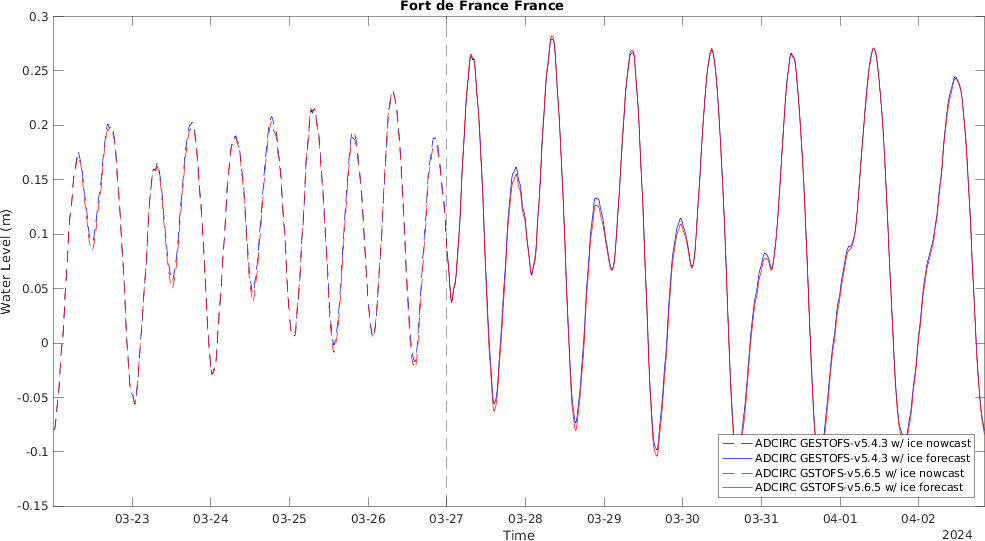 Fort de France France
0.3
0.25
0.2
0.15
0.1
0.05
0
-0.05
-0.1
-0.15
Water Level (m)
03-23 03-24 03-25 03-26 03-27 03-28 03-29 03-30 03-31 04-01 04-02
Time
2024
ADCIRC GESTOFS-v5.4.3 w/ ice nowcast
ADCIRC GESTOFS-v5.4.3 w/ ice forecast
ADCIRC GSTOFS-v5.6.5 w/ ice nowcast
ADCIRC GSTOFS-v5.6.5 w/ ice forecast